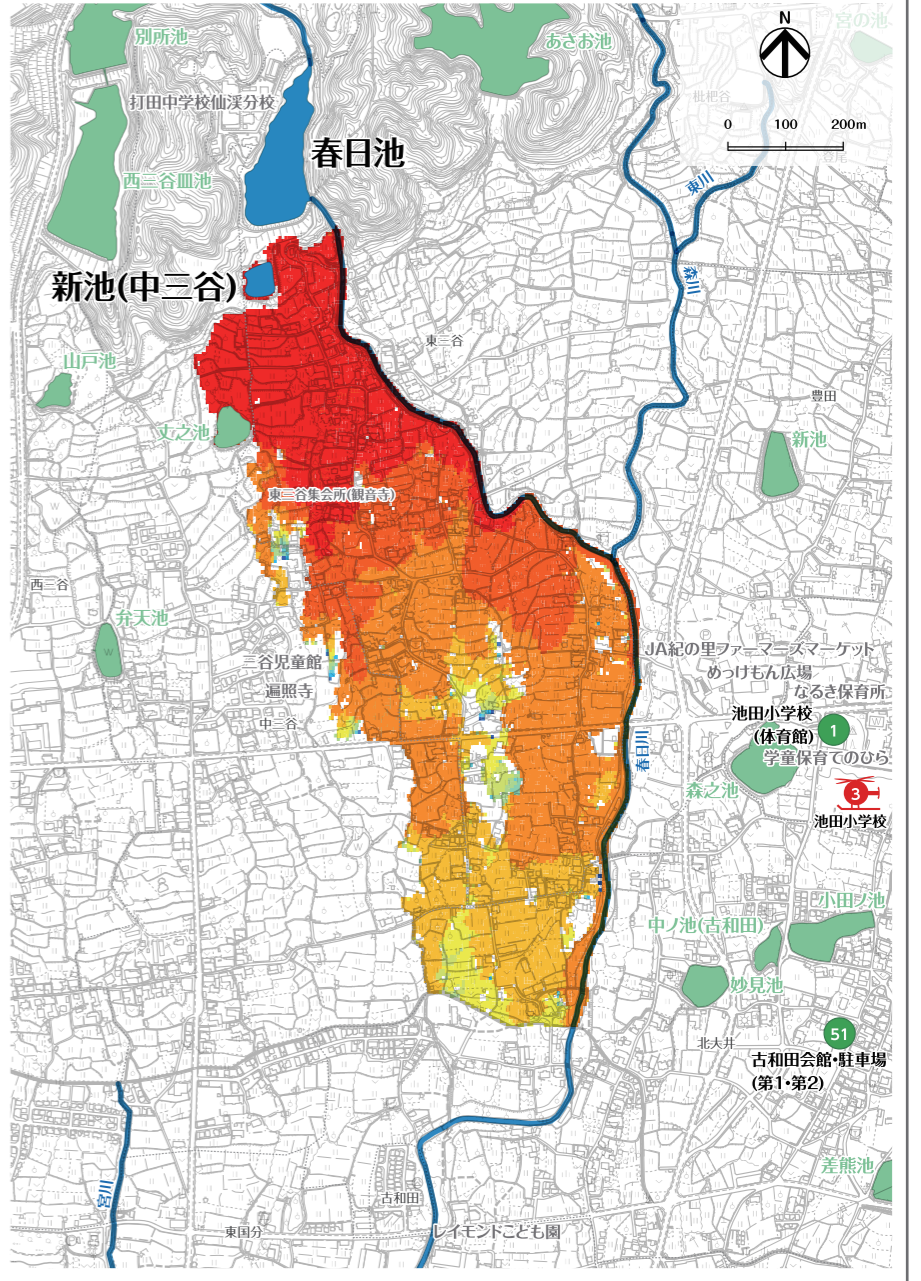 別所池
あさお池
宮の池
N
打田中学校仙渓分校
枇杷谷
0 100 200m
春日池
登尾
西三谷皿池
東川
新池(中三谷)
森川
東三谷
山戸池
豊田
丈之池
新池
東三谷集会所(観音寺)
西三谷
弁天池
三谷児童館
遍照寺
中三谷
JA紀の里ファーマーズマーケット
めっけもん広場
なるき保育所
池田小学校
(体育館)
1
春日川
学童保育てのひら
森之池
3
池田小学校
小田ノ池
中ノ池(古和田)
妙見池
51
北大井
古和田会館・駐車場
(第1・第2)
差熊池
宮川
古和田
東国分
レイモンドこども園